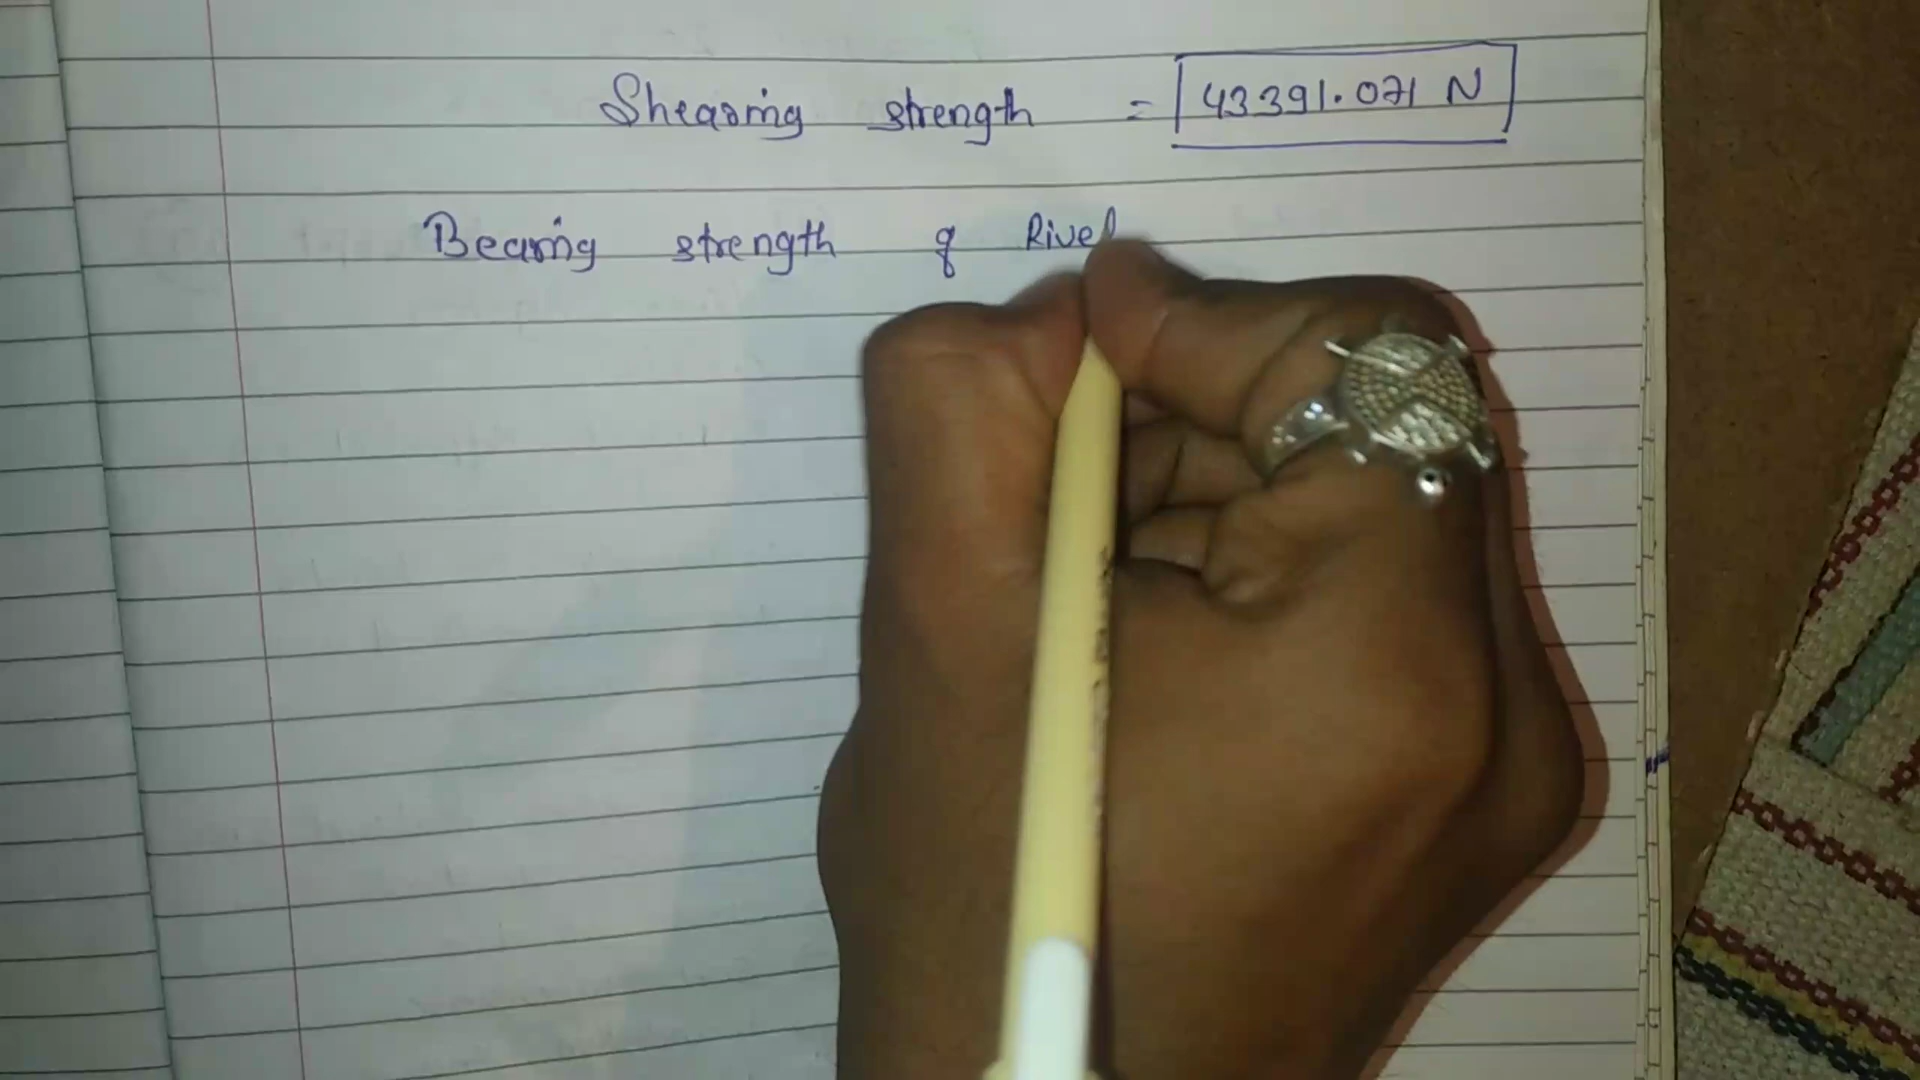 Shearing strength = 43391.071 N
Bearing strength of Rivet